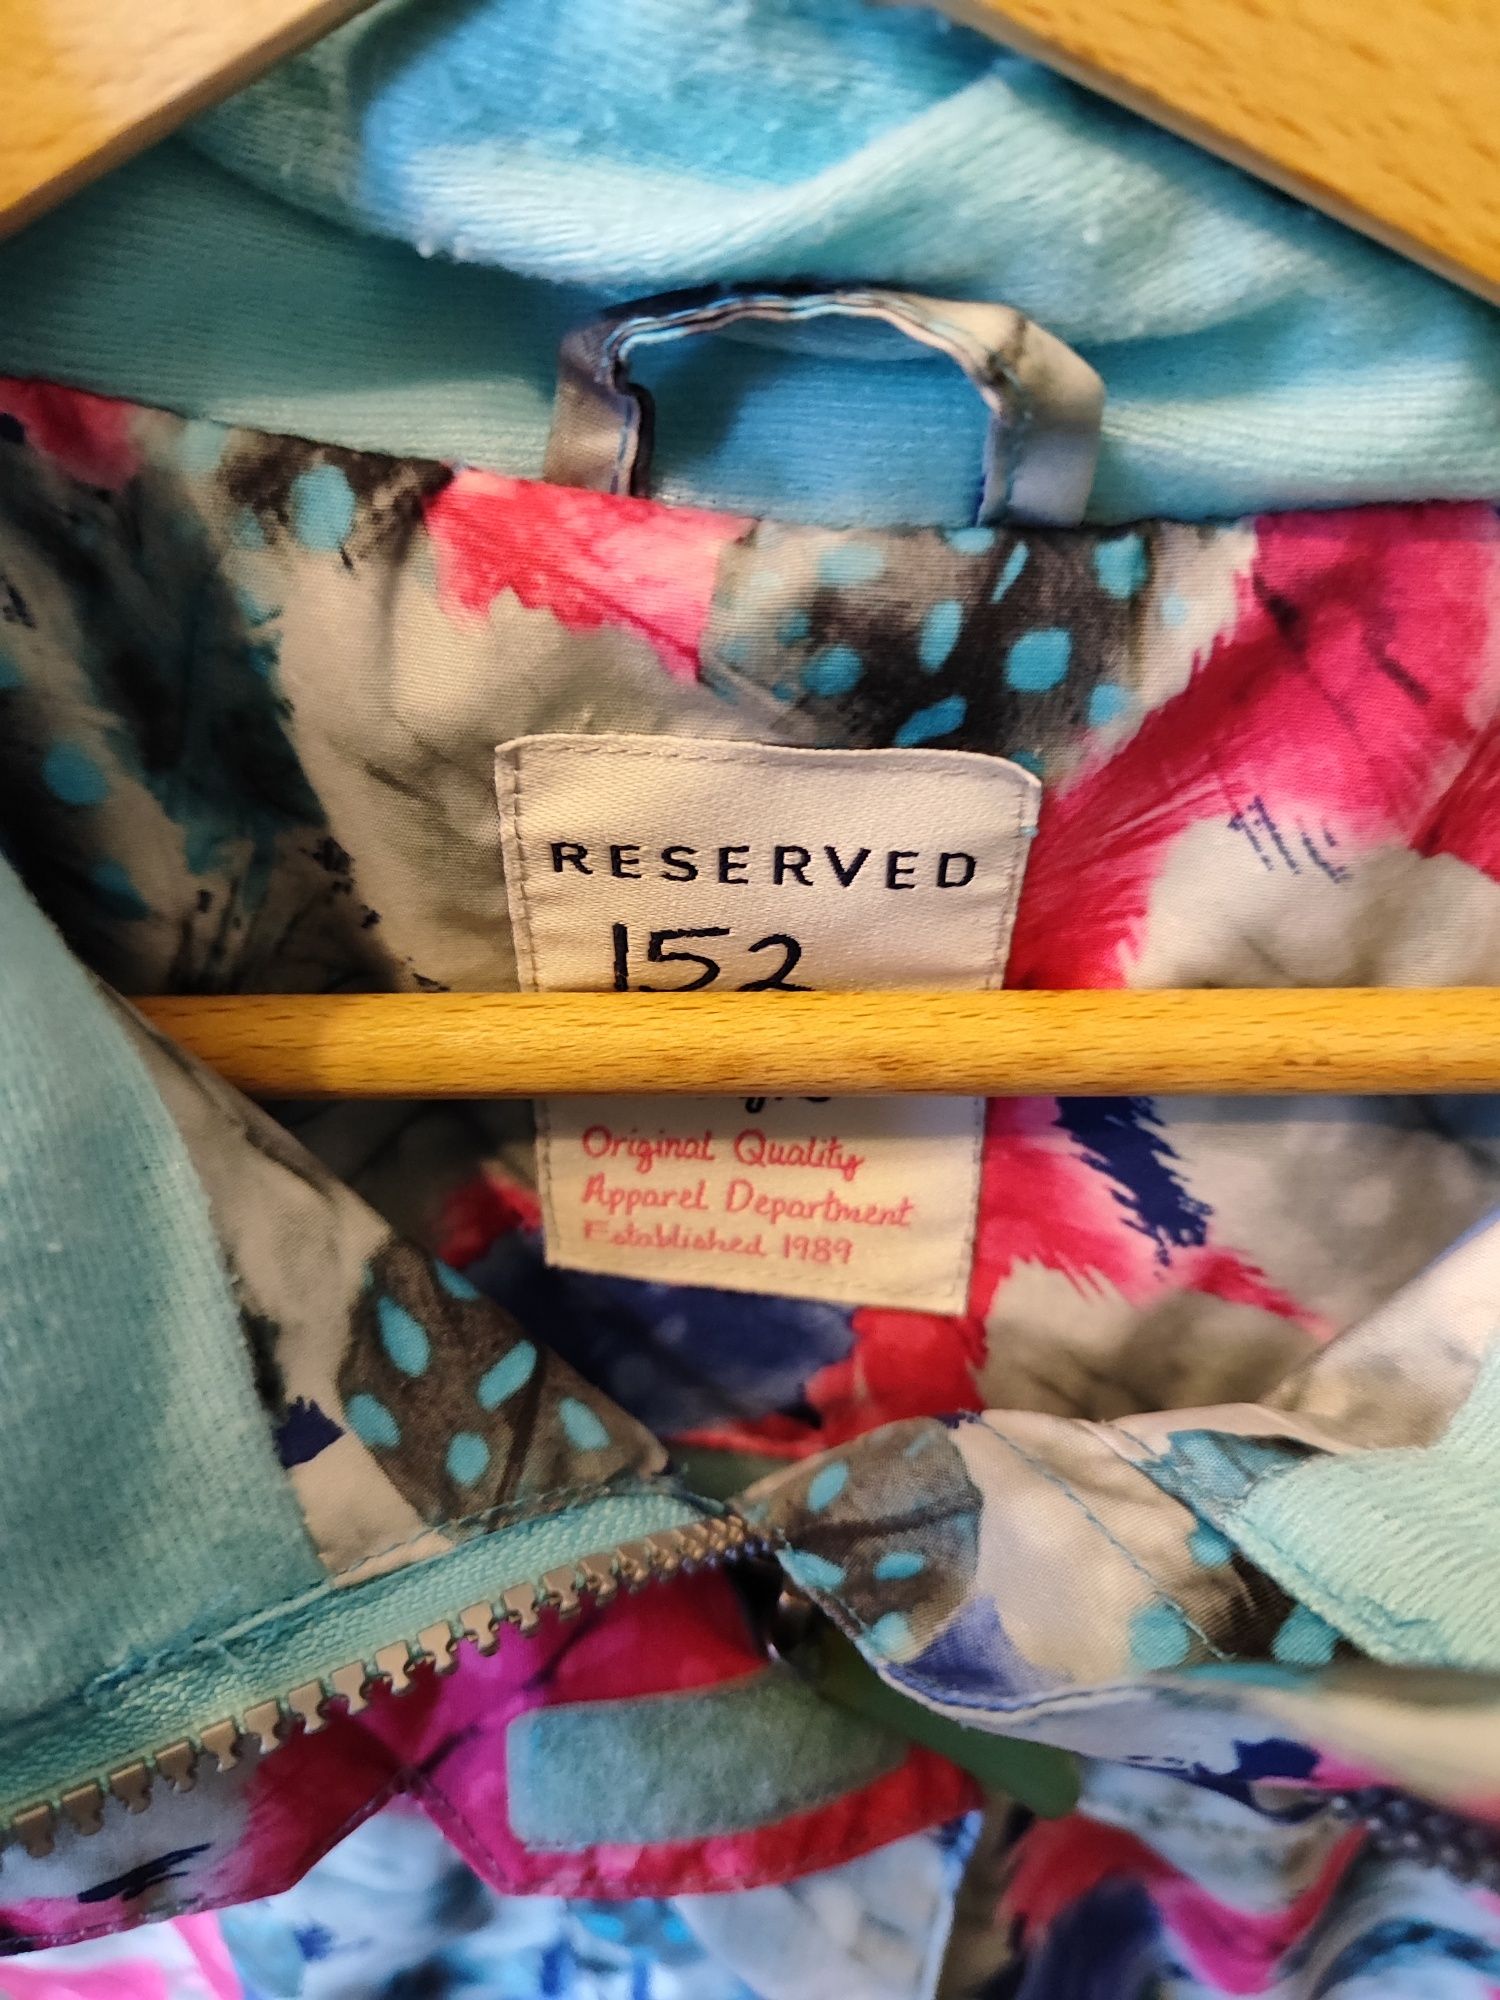 RESERVED
152
Original Quality
Apparel Department
Established 1989